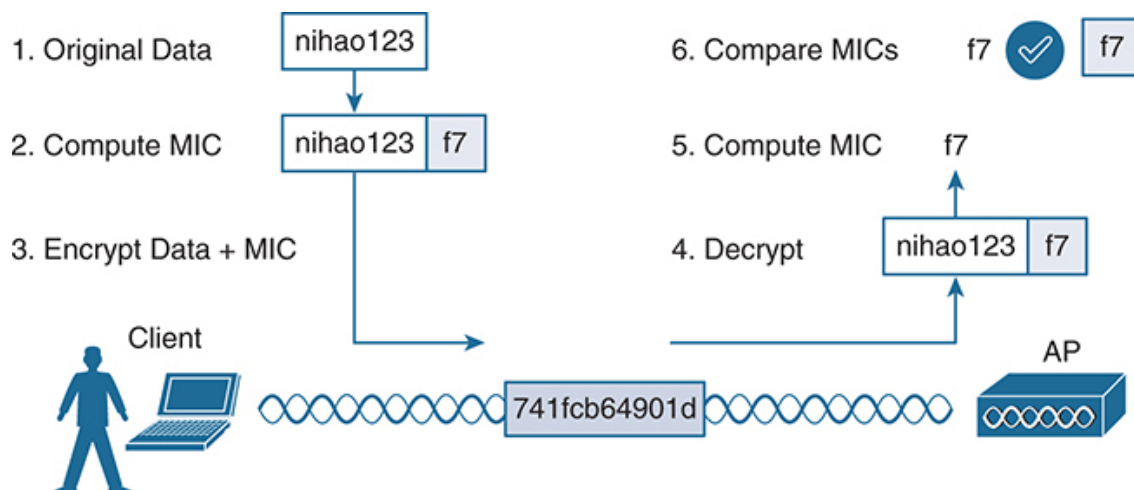 1. Original Data
nihao123
2. Compute MIC
nihao123 f7
3. Encrypt Data + MIC
Client
741fcb64901d
6. Compare MICs
f7 f7
5. Compute MIC
f7
4. Decrypt
nihao123 f7
AP